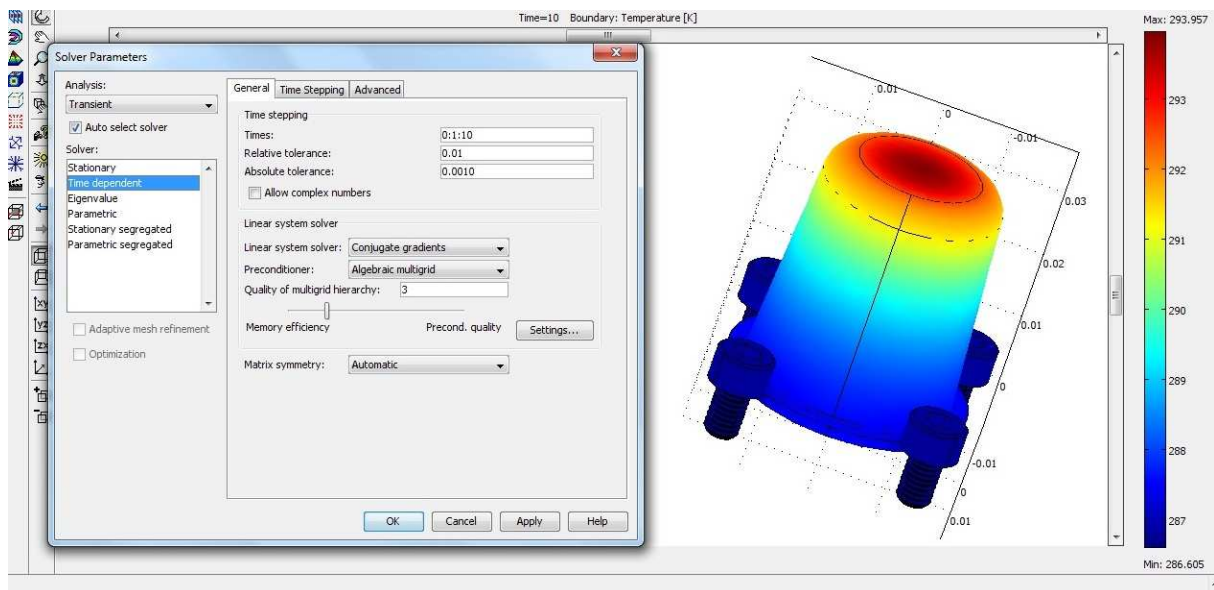 Time=10 Boundary: Temperature [K]
Max: 293.957
Solver Parameters
Analysis:
Transient
Auto select solver
Solver:
Stationary
Time dependent
Eigenvalue
Parametric
Stationary segregated
Parametric segregated
Adaptive mesh refinement
Optimization
General Time Stepping Advanced
Time stepping
Times: 0:1:10
Relative tolerance: 0.01
Absolute tolerance: 0.0010
Allow complex numbers
Linear system solver
Linear system solver: Conjugate gradients
Preconditioner: Algebraic multigrid
Quality of multigrid hierarchy: 3
Memory efficiency Precond. quality Settings...
Matrix symmetry: Automatic
OK Cancel Apply Help
0.01
0
-0.01
0.03
0.02
0.01
0
-0.01
0
0.01
293
292
291
290
289
288
287
Min: 286.605